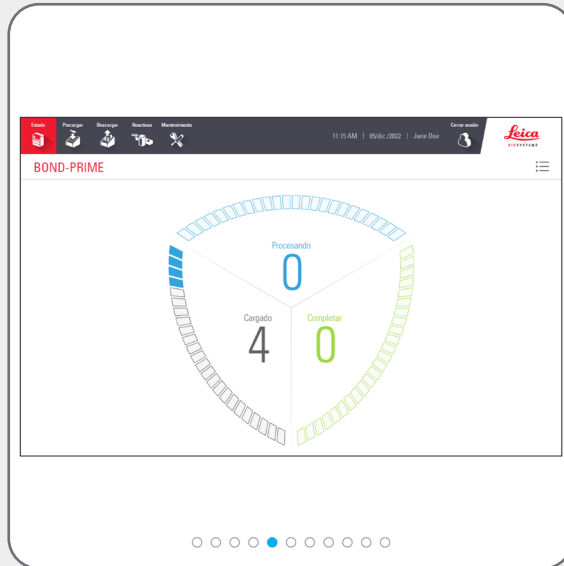 Estado Precargar Descargar Reactivos Mantenimiento
11:15 AM | 05/dic./2022 | Jane Doe
Cerrar sesión
Leica
BIOSYSTEMS
BOND-PRIME
Procesando
0
Cargado
4
Completar
0